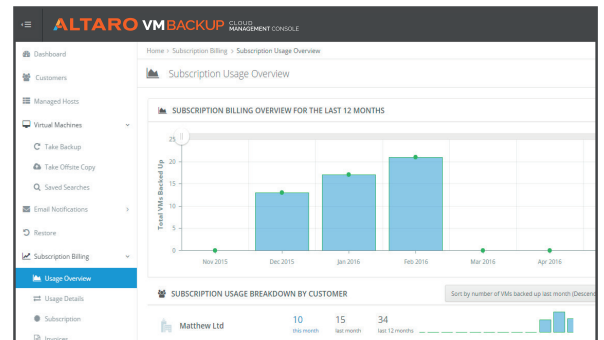 ALTARO VMBACKUP CLOUD MANAGEMENT CONSOLE
Dashboard
Customers
Managed Hosts
Virtual Machines
Take Backup
Take Offsite Copy
Saved Searches
Email Notifications
Restore
Subscription Billing
Usage Overview
Usage Details
Subscription
Invoices
Home > Subscription Billing > Subscription Usage Overview
Subscription Usage Overview
SUBSCRIPTION BILLING OVERVIEW FOR THE LAST 12 MONTHS
Total VMs Backed Up
25
20
15
10
5
0
Nov 2015 Dec 2015 Jan 2016 Feb 2016 Mar 2016 Apr 2016
SUBSCRIPTION USAGE BREAKDOWN BY CUSTOMER
Sort by number of VMs backed up last month (Descend
Matthew Ltd
10 15 34
this month last month last 12 months